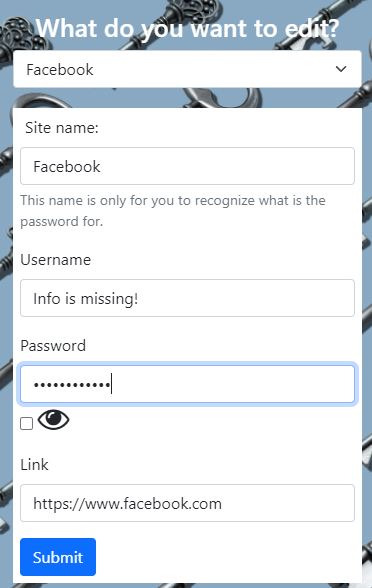 What do you want to edit?
Facebook
Site name:
Facebook
This name is only for you to recognize what is the
password for.
Username
Info is missing!
Password
••••••••••••
Link
https://www.facebook.com
Submit